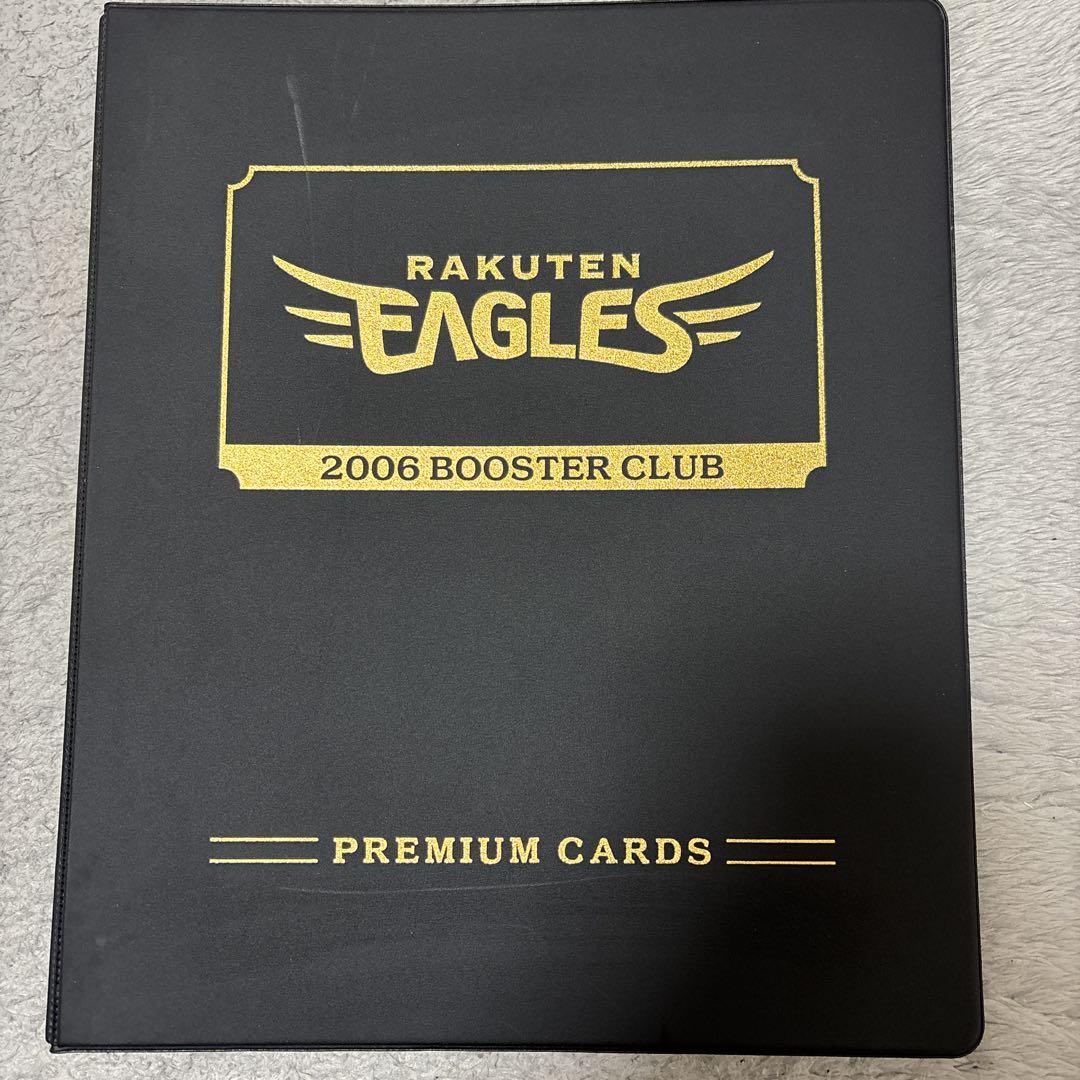 RAKUTEN
EAGLES
2006 BOOSTER CLUB
PREMIUM CARDS